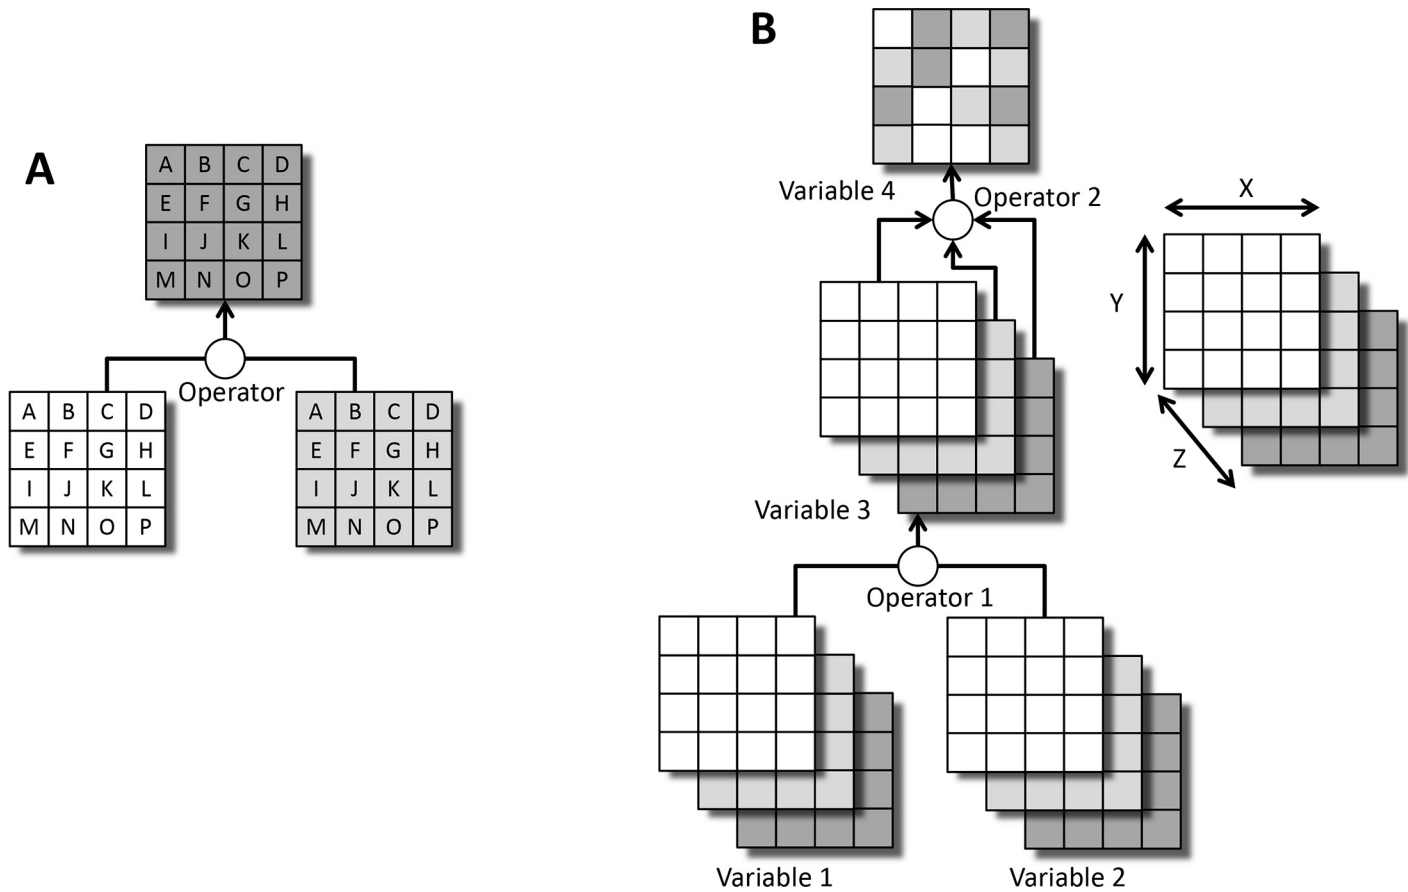 A
A B C D
E F G H
I J K L
M N O P
Operator
A B C D
E F G H
I J K L
M N O P
A B C D
E F G H
I J K L
M N O P
B
Variable 4
Operator 2
Variable 3
Operator 1
Variable 1
Variable 2
X
Y
Z